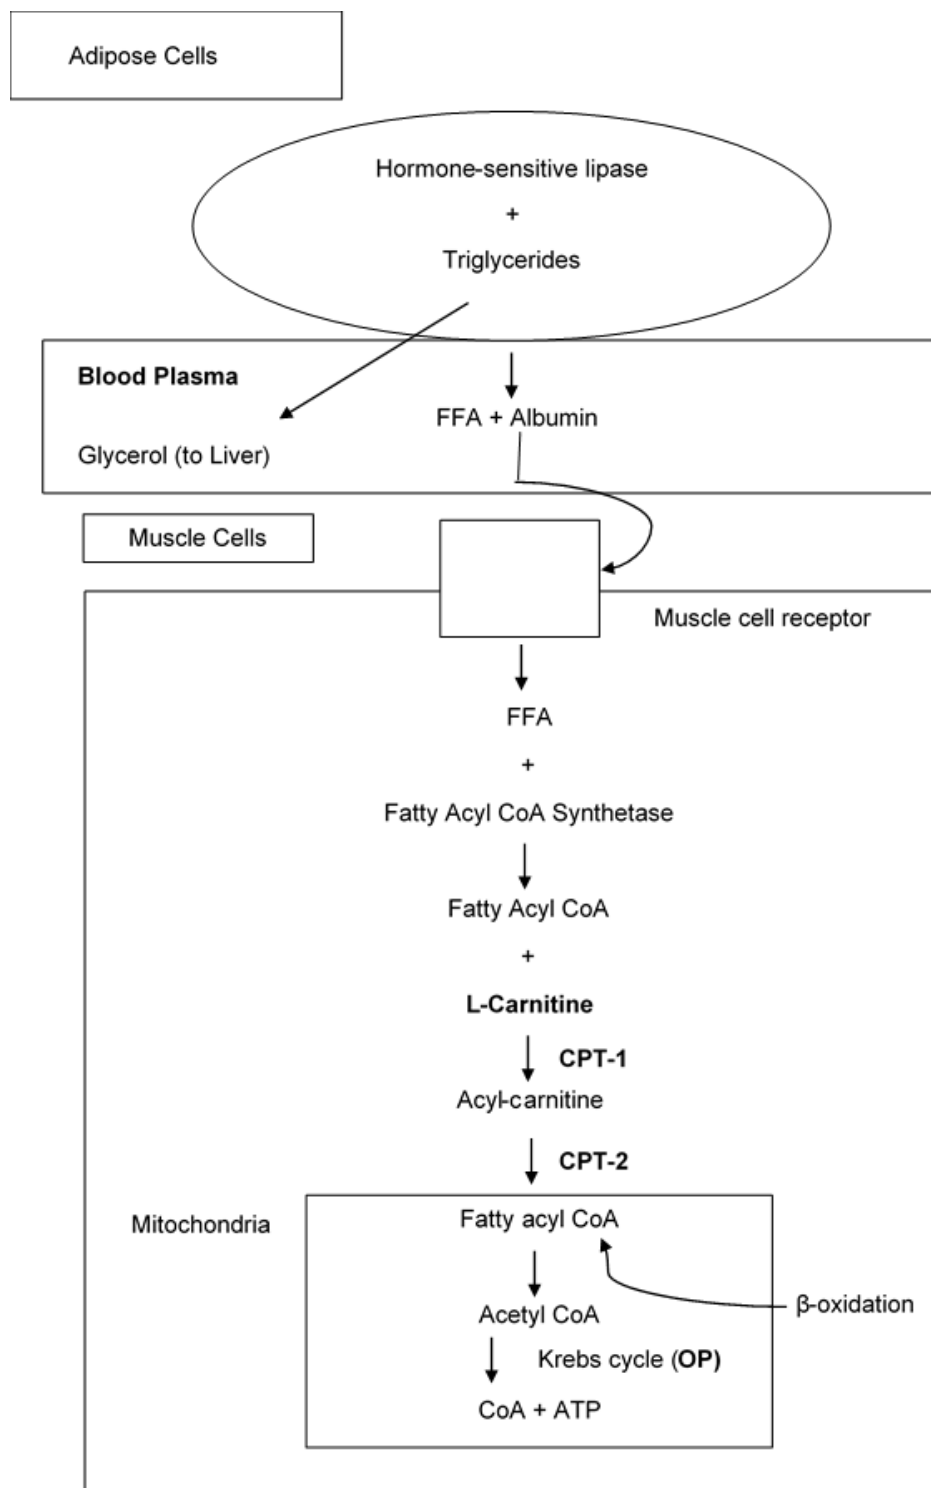 Adipose Cells
Hormone-sensitive lipase
+
Triglycerides
Blood Plasma
FFA + Albumin
Glycerol (to Liver)
Muscle Cells
Muscle cell receptor
FFA
+
Fatty Acyl CoA Synthetase
Fatty Acyl CoA
+
L-Carnitine
CPT-1
Acyl-carnitine
CPT-2
Mitochondria
Fatty acyl CoA
β-oxidation
Acetyl CoA
Krebs cycle (OP)
CoA + ATP